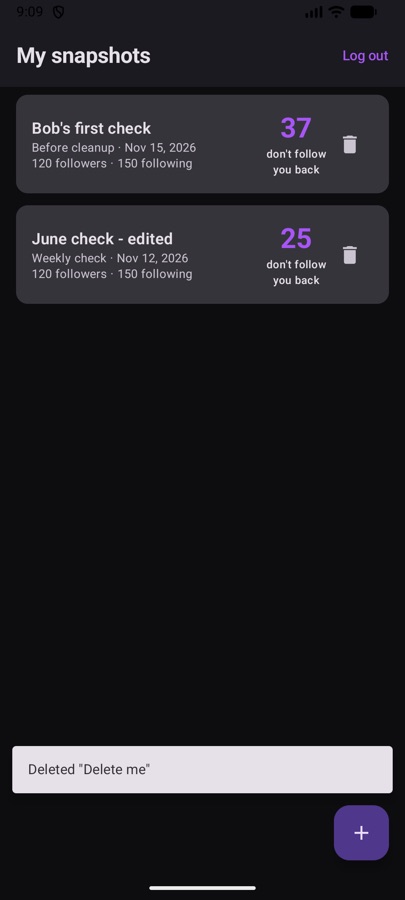 9:09
My snapshots
Log out
Bob's first check
Before cleanup · Nov 15, 2026
120 followers · 150 following
37
don't follow
you back
June check - edited
Weekly check · Nov 12, 2026
120 followers · 150 following
25
don't follow
you back
Deleted "Delete me"
+